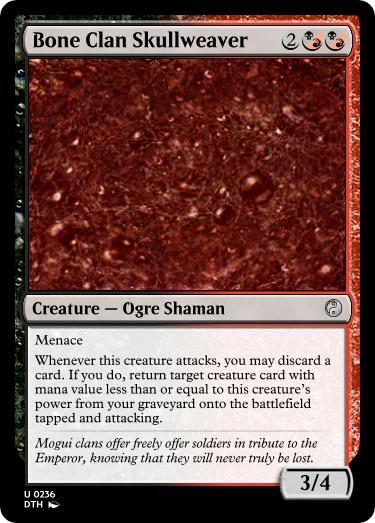 Bone Clan Skullweaver 2
Creature — Ogre Shaman
Menace
Whenever this creature attacks, you may discard a
card. If you do, return target creature card with
mana value less than or equal to this creature's
power from your graveyard onto the battlefield
tapped and attacking.
Mogui clans offer freely offer soldiers in tribute to the
Emperor, knowing that they will never truly be lost.
3/4
U 0236
DTH